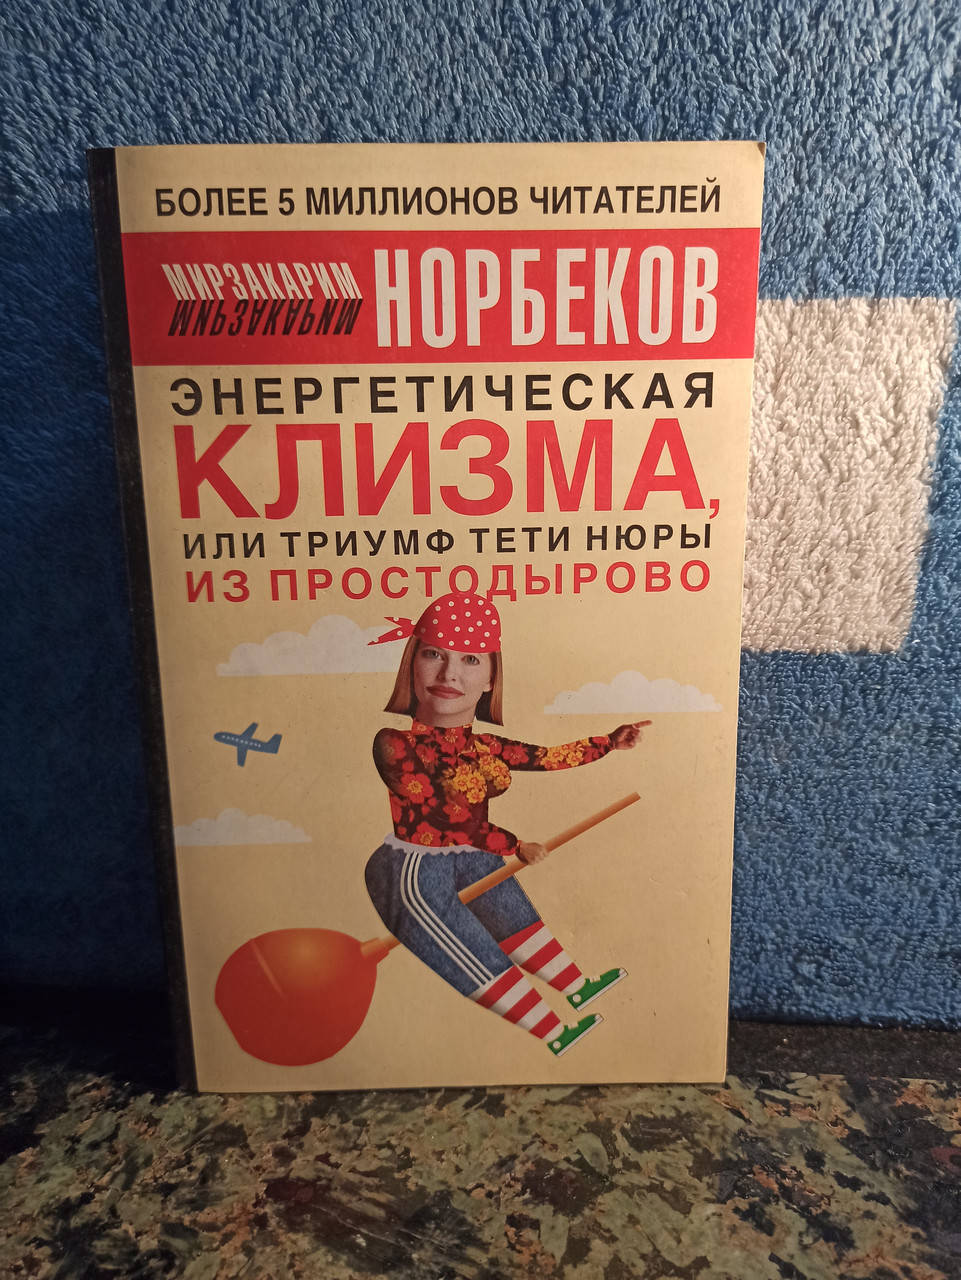 БОЛЕЕ 5 МИЛЛИОНОВ ЧИТАТЕЛЕЙ
МИРЗАКАРИМ НОРБЕКОВ
ЭНЕРГЕТИЧЕСКАЯ
КЛИЗМА,
ИЛИ ТРИУМФ ТЕТИ НЮРЫ
ИЗ ПРОСТОДЫРОВО